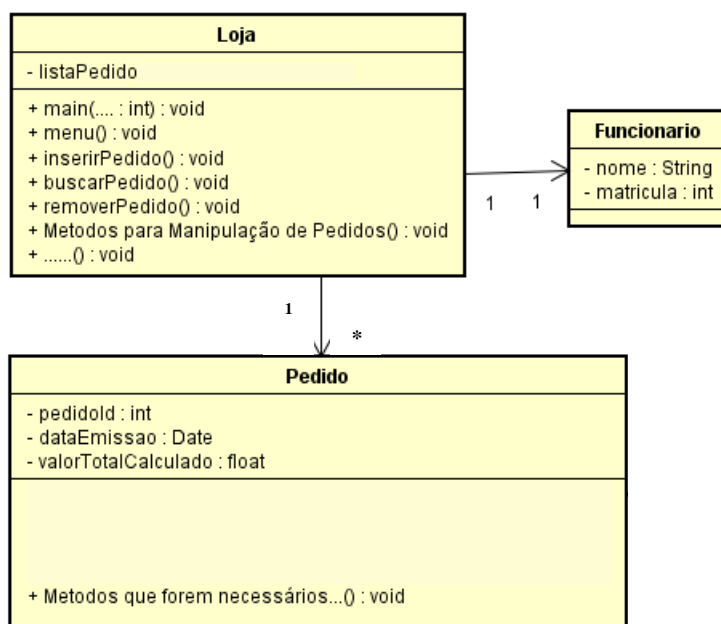 Loja
- listaPedido
+ main(.... : int) : void
+ menu() : void
+ inserirPedido() : void
+ buscarPedido() : void
+ removerPedido() : void
+ Metodos para Manipulação de Pedidos() : void
+ ......() : void
Funcionario
- nome : String
- matricula : int
1 1
1
*
Pedido
- pedidoId : int
- dataEmissao : Date
- valorTotalCalculado : float
+ Metodos que forem necessários...() : void